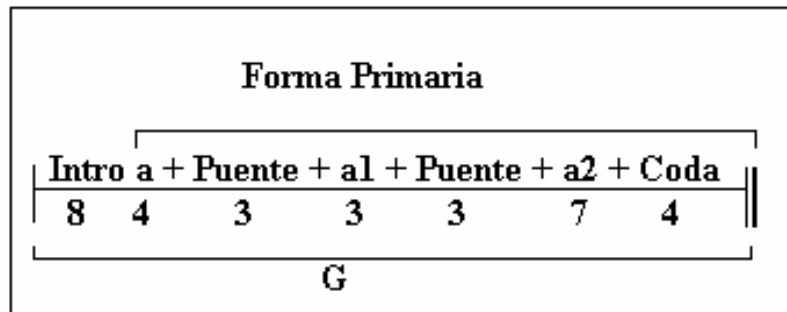 Forma Primaria
Intro a + Puente + a1 + Puente + a2 + Coda
8 4 3 3 3 7 4
G